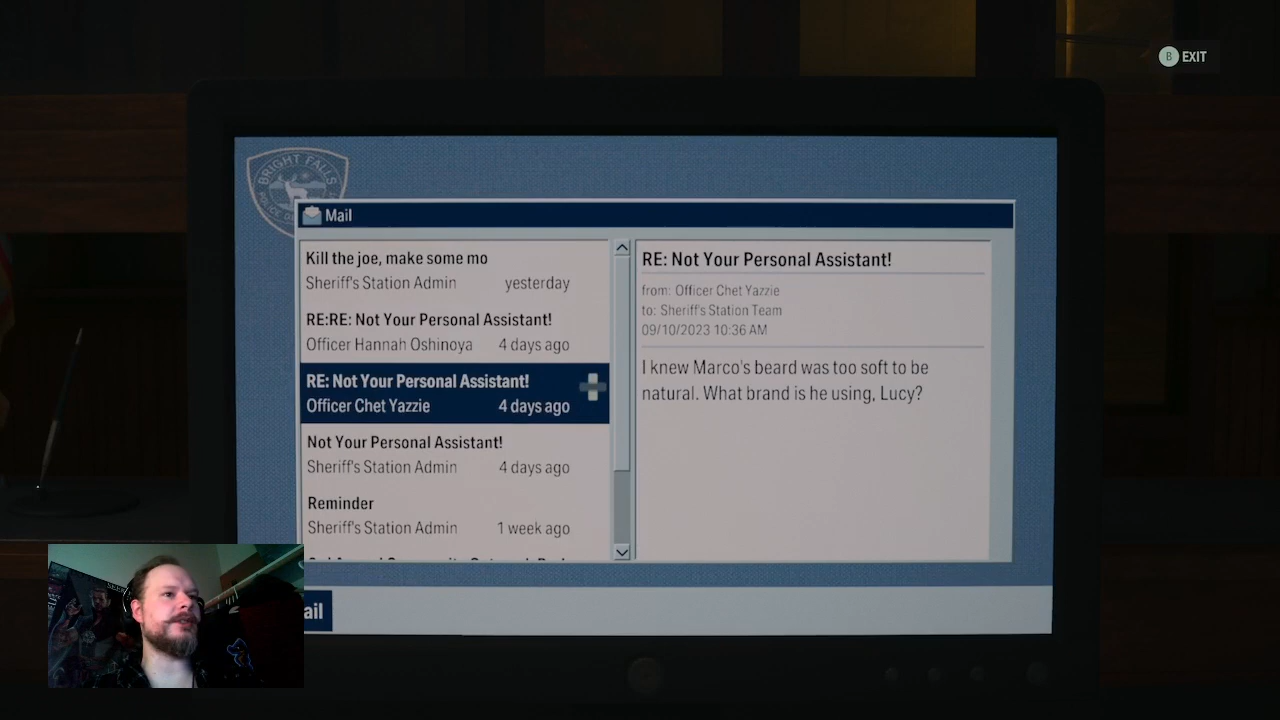 B EXIT
BRIGHT FALLS
Mail
Kill the joe, make some mo
Sheriff's Station Admin yesterday
RE:RE: Not Your Personal Assistant!
Officer Hannah Oshinoya 4 days ago
RE: Not Your Personal Assistant!
Officer Chet Yazzie 4 days ago
Not Your Personal Assistant!
Sheriff's Station Admin 4 days ago
Reminder
Sheriff's Station Admin 1 week ago
RE: Not Your Personal Assistant!
from: Officer Chet Yazzie
to: Sheriff's Station Team
09/10/2023 10:36 AM
I knew Marco's beard was too soft to be
natural. What brand is he using, Lucy?
ail